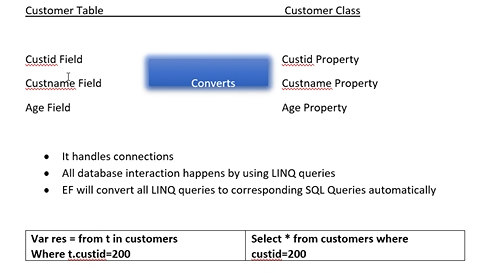 Customer Table Customer Class
Custid Field Custid Property
Custname Field Converts Custname Property
Age Field Age Property
• It handles connections
• All database interaction happens by using LINQ queries
• EF will convert all LINQ queries to corresponding SQL Queries automatically
Var res = from t in customers Select * from customers where
Where t.custid=200 custid=200